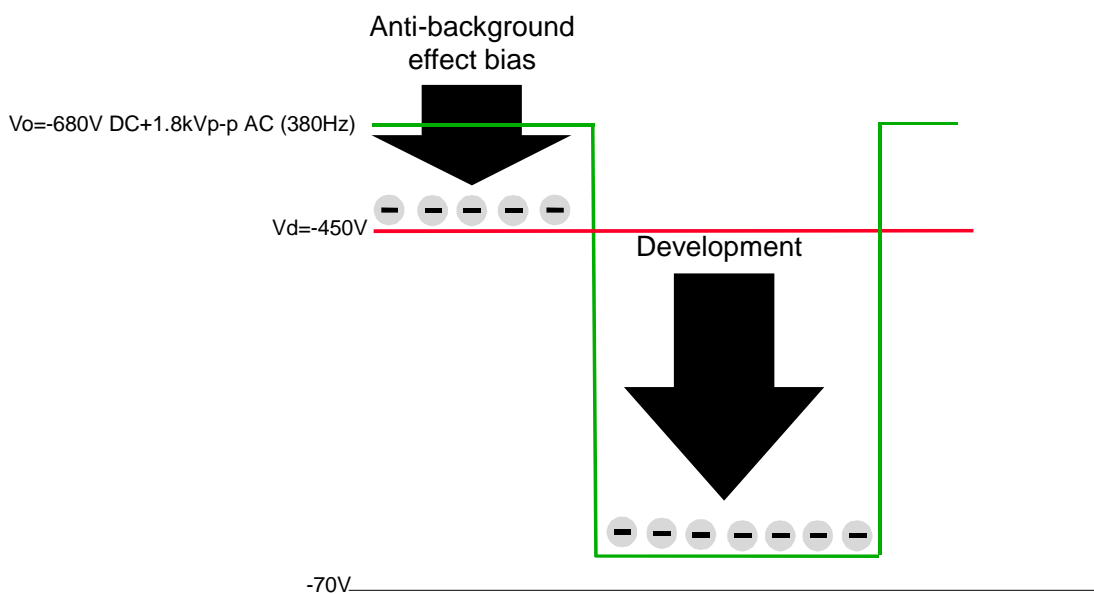 Anti-background
effect bias
Vo=-680V DC+1.8kVp-p AC (380Hz)
Vd=-450V
Development
-70V